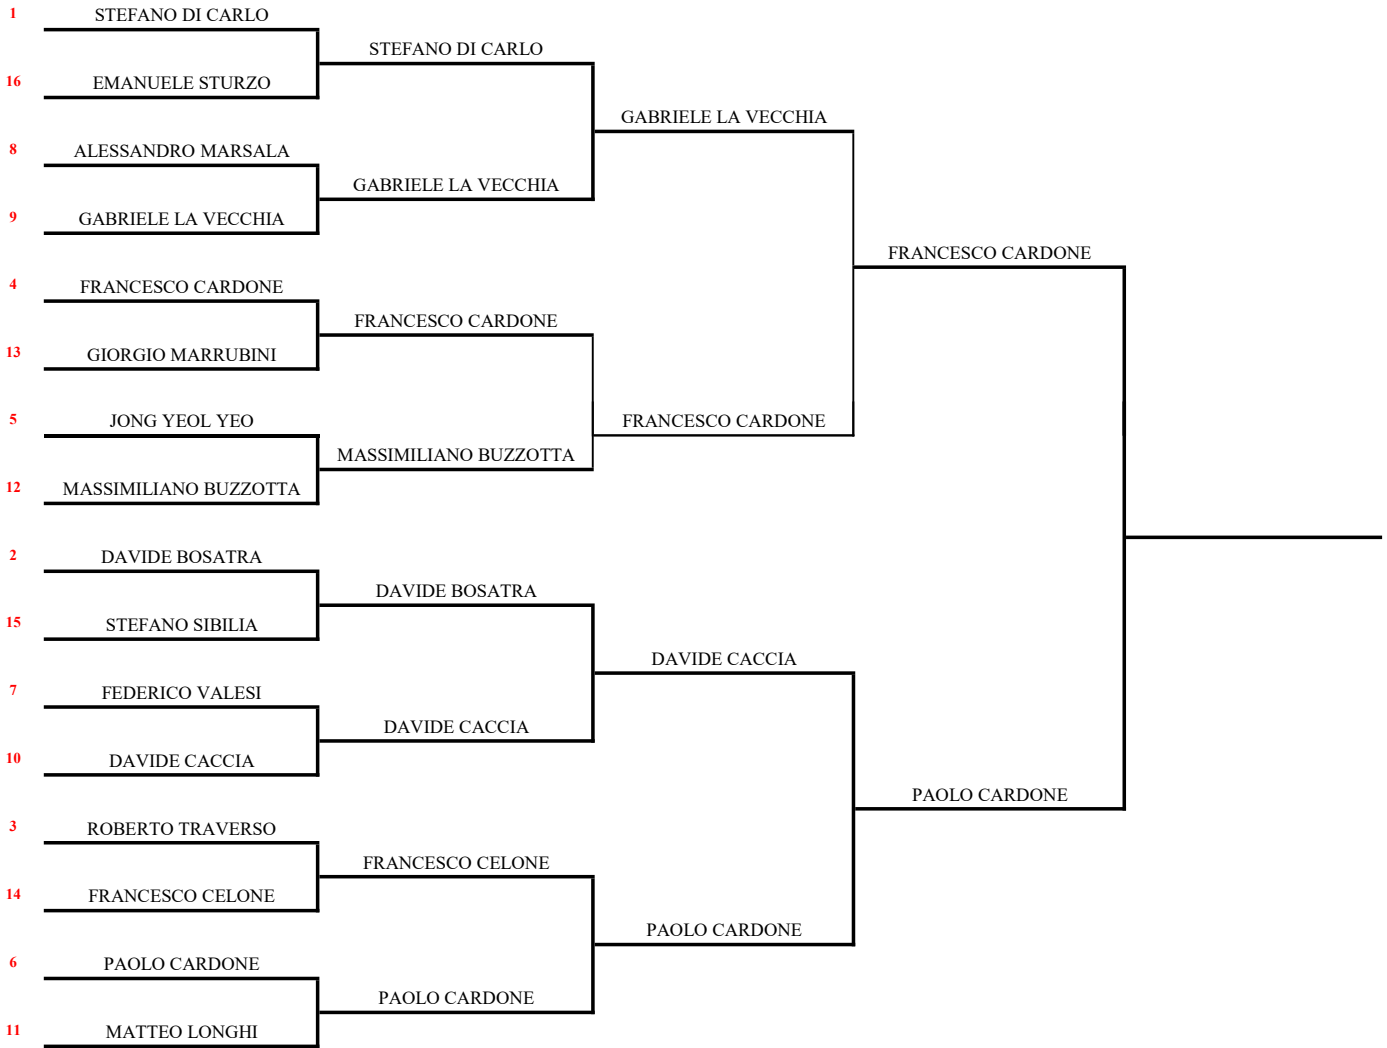 1 STEFANO DI CARLO
STEFANO DI CARLO
16 EMANUELE STURZO
GABRIELE LA VECCHIA
8 ALESSANDRO MARSALA
GABRIELE LA VECCHIA
9 GABRIELE LA VECCHIA
FRANCESCO CARDONE
4 FRANCESCO CARDONE
FRANCESCO CARDONE
13 GIORGIO MARRUBINI
5 JONG YEOL YEO
FRANCESCO CARDONE
MASSIMILIANO BUZZOTTA
12 MASSIMILIANO BUZZOTTA
2 DAVIDE BOSATRA
DAVIDE BOSATRA
15 STEFANO SIBILIA
DAVIDE CACCIA
7 FEDERICO VALESI
DAVIDE CACCIA
10 DAVIDE CACCIA
PAOLO CARDONE
3 ROBERTO TRAVERSO
FRANCESCO CELONE
14 FRANCESCO CELONE
PAOLO CARDONE
6 PAOLO CARDONE
PAOLO CARDONE
11 MATTEO LONGHI